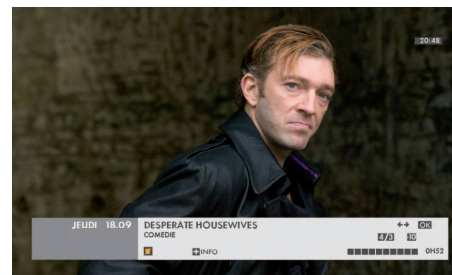 20:48
JEUDI 18.09 DESPERATE HOUSEWIVES ↔ OK
COMEDIE 4/3 10
+INFO 0H52